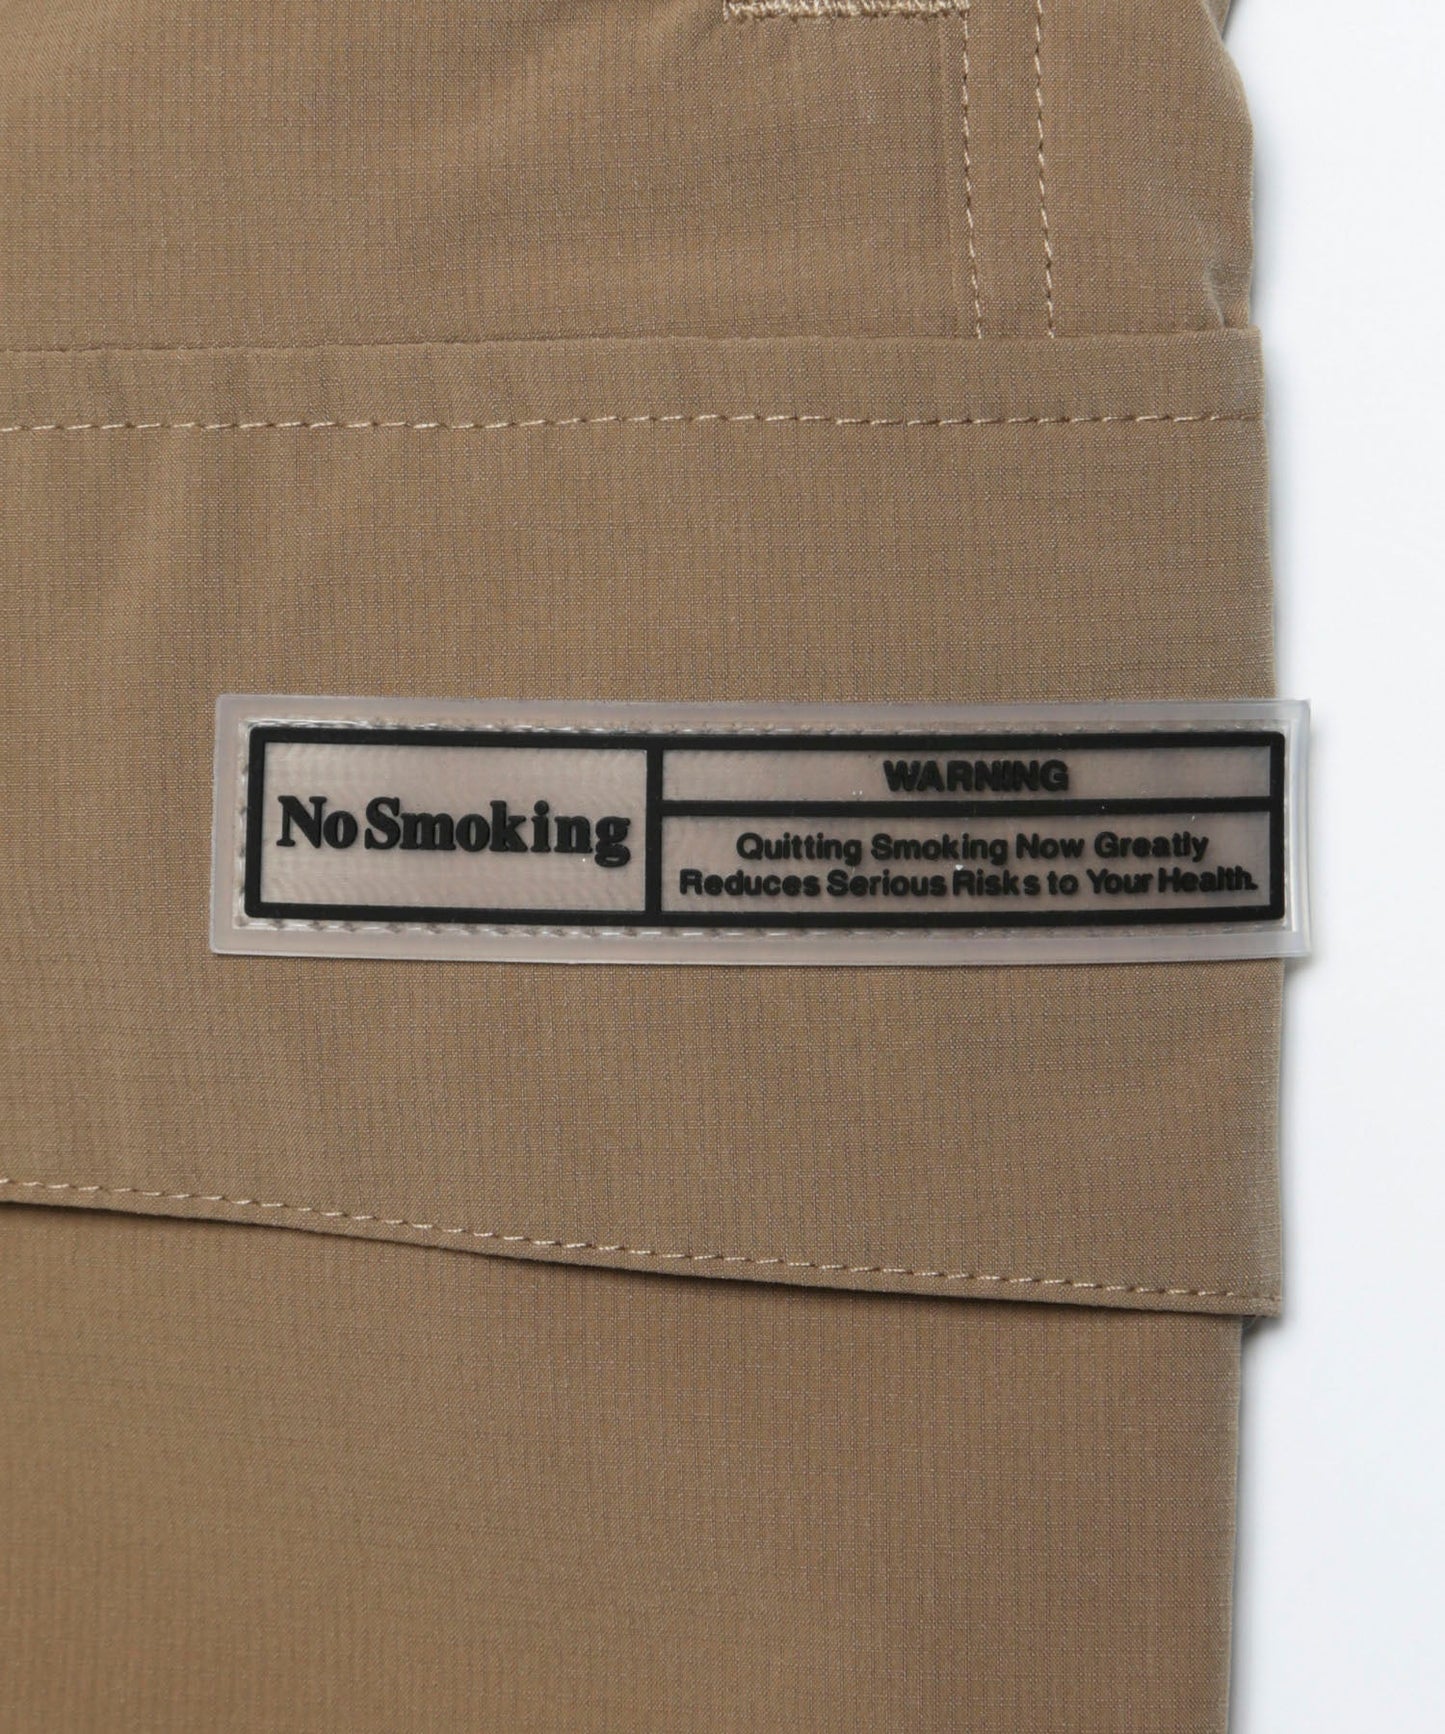 No Smoking
WARNING
Quitting Smoking Now Greatly
Reduces Serious Risks to Your Health.